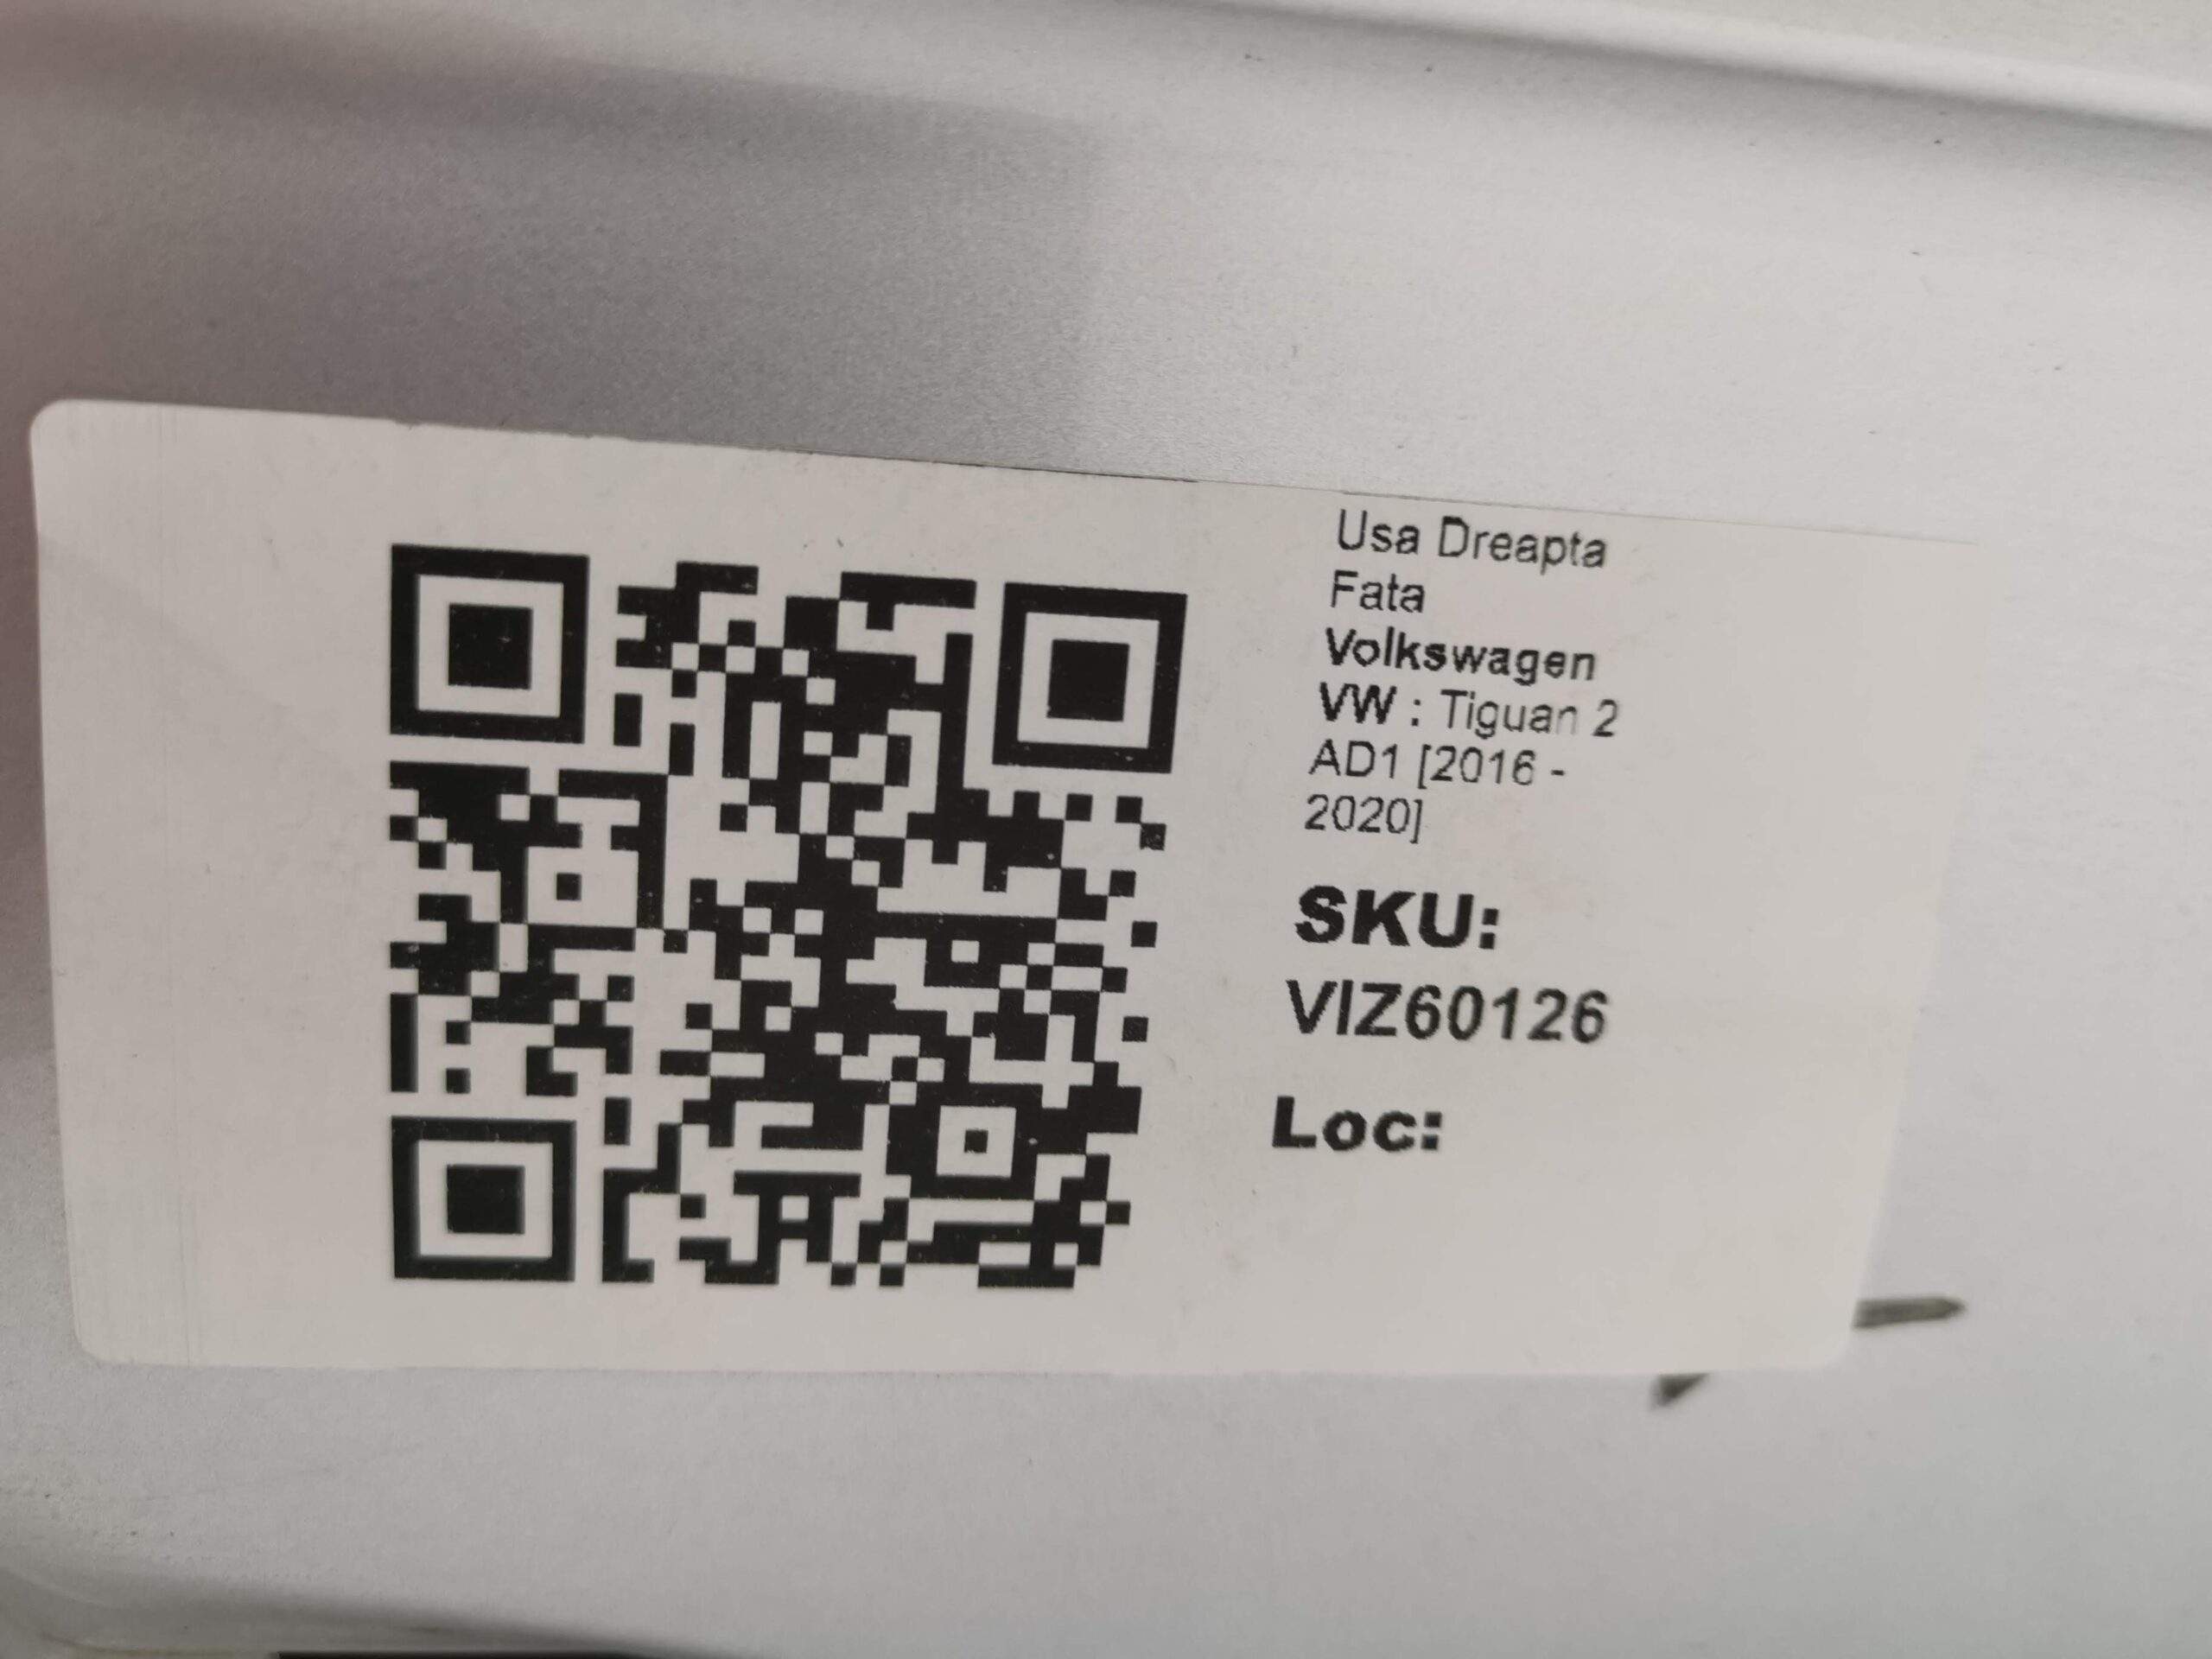 Usa Dreapta
Fata
Volkswagen
VW : Tiguan 2
AD1 [2016 -
2020]
SKU:
VIZ60126
Loc: